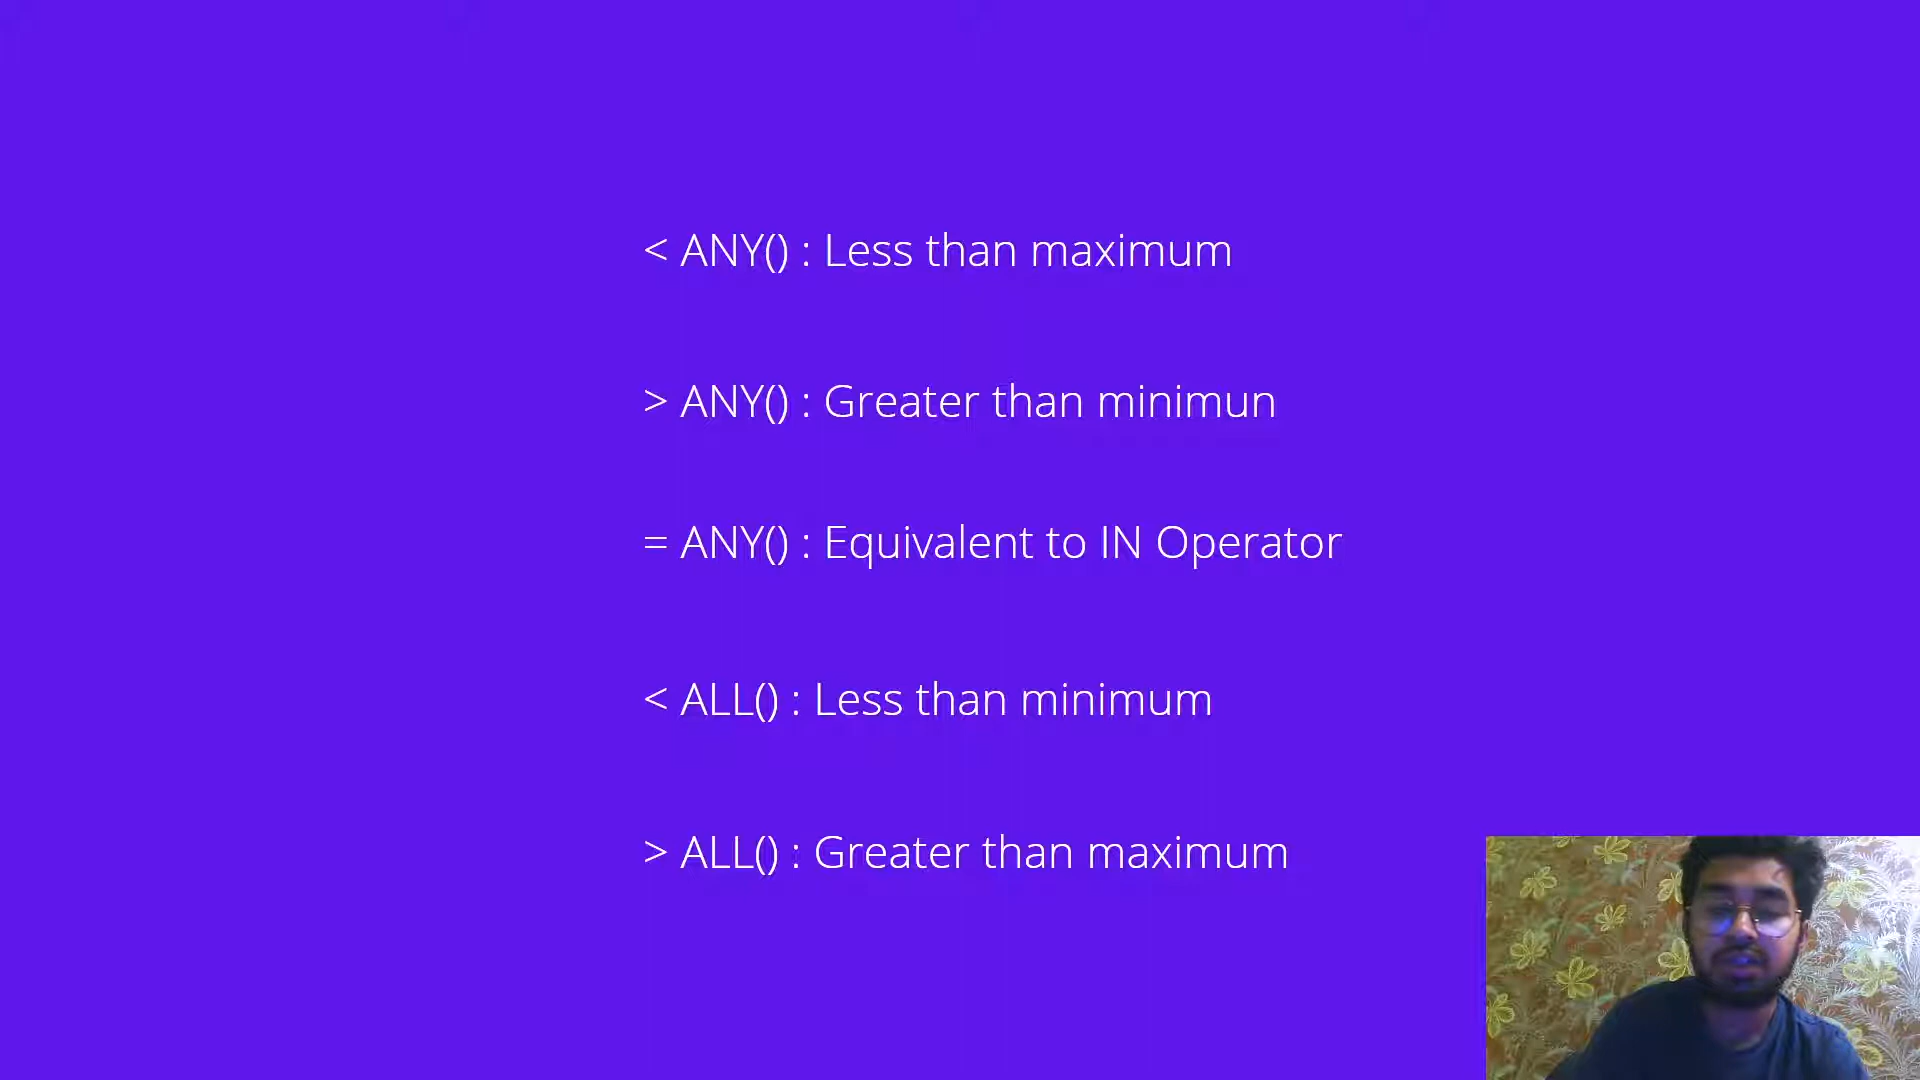 < ANY() : Less than maximum
> ANY() : Greater than minimun
= ANY() : Equivalent to IN Operator
< ALL() : Less than minimum
> ALL() : Greater than maximum